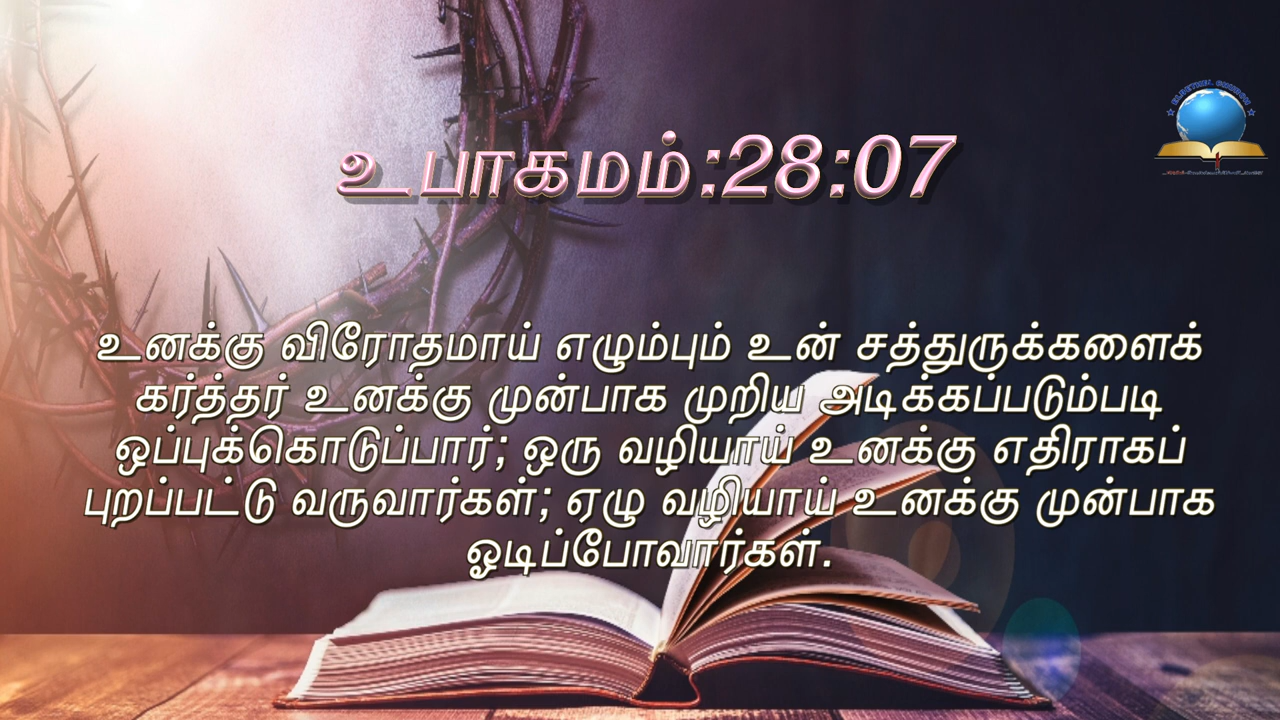 உபாகமம்:28:07
உனக்கு விரோதமாய் எழும்பும் உன் சத்துருக்களைக்
கர்த்தர் உனக்கு முன்பாக முறிய அடிக்கப்படும்படி
ஒப்புக்கொடுப்பார்; ஒரு வழியாய் உனக்கு எதிராகப்
புறப்பட்டு வருவார்கள்; ஏழு வழியாய் உனக்கு முன்பாக
ஓடிப்போவார்கள்.